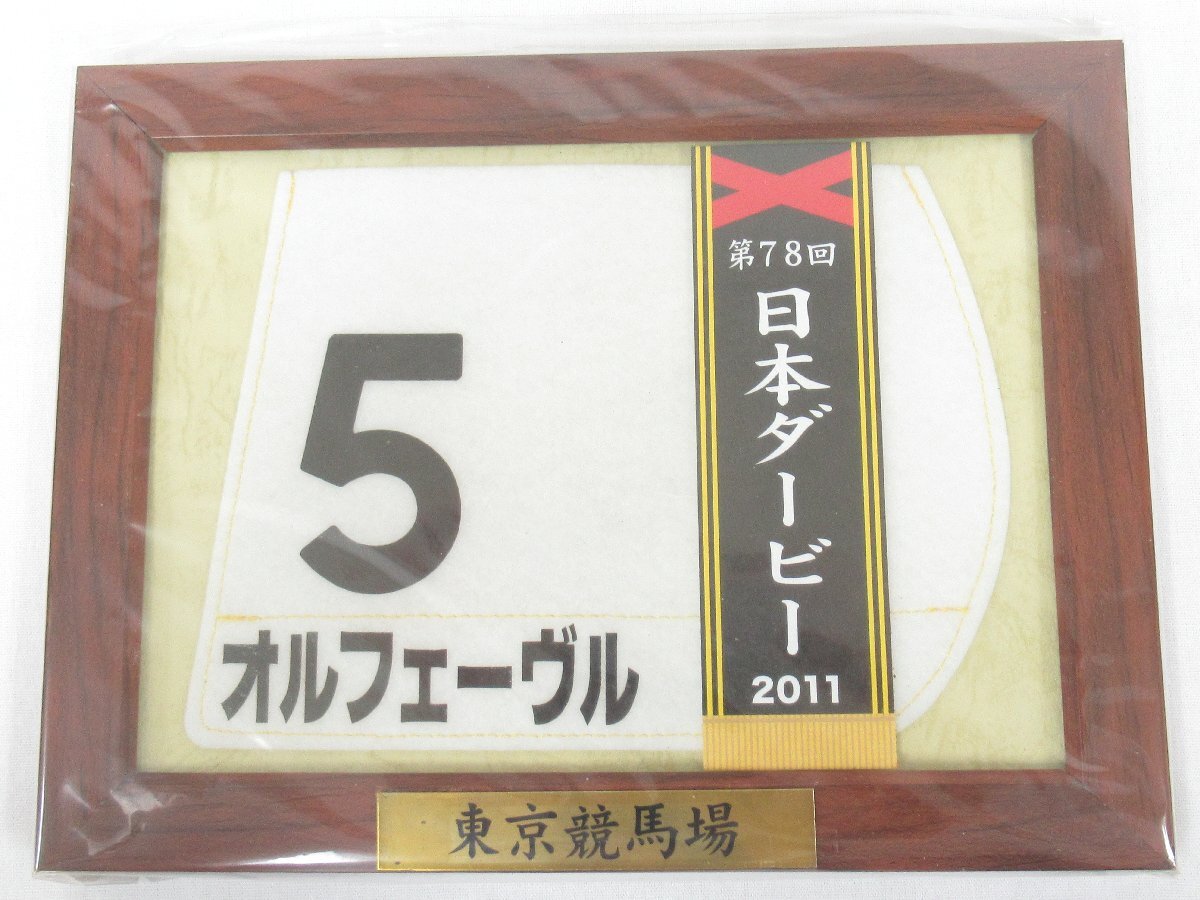 5
オルフェーヴル
第78回
日本ダービー
2011
東京競馬場